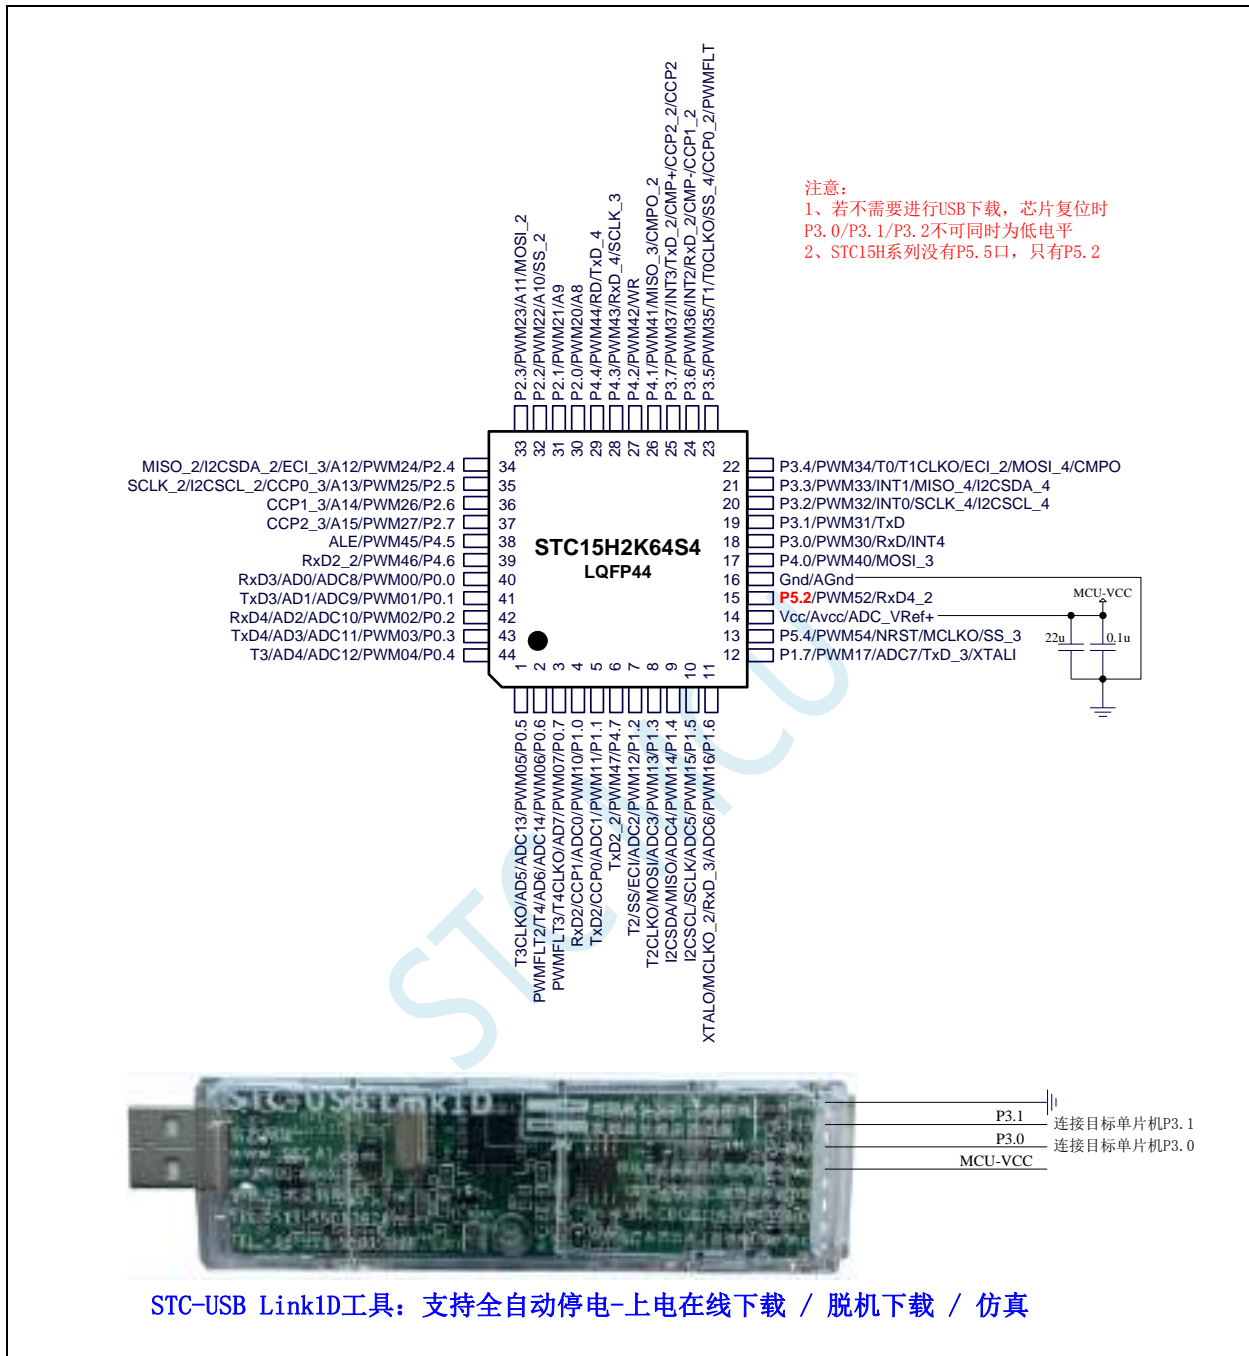 注意：
1、若不需要进行USB下载，芯片复位时
P3.0/P3.1/P3.2不可同时为低电平
2、STC15H系列没有P5.5口，只有P5.2
P2.3/PWM23/A11/MOSI_2
P2.2/PWM22/A10/SS_2
P2.1/PWM21/A9
P2.0/PWM20/A8
P4.4/PWM44/RD/TxD_4
P4.3/PWM43/RxD_4/SCLK_3
P4.2/PWM42/WR
P4.1/PWM41/MISO_3/CMPO_2
P3.7/PWM37/INT3/TxD_2/CMP+/CCP2_2/CCP2
P3.6/PWM36/INT2/RxD_2/CMP-/CCP1_2
P3.5/PWM35/T1/T0CLKO/SS_4/CCP0_2/PWMFLT
33 32 31 30 29 28 27 26 25 24 23
MISO_2/I2CSDA_2/ECI_3/A12/PWM24/P2.4 34
SCLK_2/I2CSCL_2/CCP0_3/A13/PWM25/P2.5 35
CCP1_3/A14/PWM26/P2.6 36
CCP2_3/A15/PWM27/P2.7 37
ALE/PWM45/P4.5 38
RxD2_2/PWM46/P4.6 39
RxD3/AD0/ADC8/PWM00/P0.0 40
TxD3/AD1/ADC9/PWM01/P0.1 41
RxD4/AD2/ADC10/PWM02/P0.2 42
TxD4/AD3/ADC11/PWM03/P0.3 43
T3/AD4/ADC12/PWM04/P0.4 44
STC15H2K64S4
LQFP44
22 P3.4/PWM34/T0/T1CLKO/ECI_2/MOSI_4/CMPO
21 P3.3/PWM33/INT1/MISO_4/I2CSDA_4
20 P3.2/PWM32/INT0/SCLK_4/I2CSCL_4
19 P3.1/PWM31/TxD
18 P3.0/PWM30/RxD/INT4
17 P4.0/PWM40/MOSI_3
16 Gnd/AGnd
15 P5.2/PWM52/RxD4_2
14 Vcc/Avcc/ADC_VRef+
13 P5.4/PWM54/NRST/MCLKO/SS_3
12 P1.7/PWM17/ADC7/TxD_3/XTALI
MCU-VCC
22u
0.1u
1 2 3 4 5 6 7 8 9 10 11
T3CLKO/AD5/ADC13/PWM05/P0.5
PWMFLT2/T4/AD6/ADC14/PWM06/P0.6
PWMFLT3/T4CLKO/AD7/PWM07/P0.7
RxD2/CCP1/ADC0/PWM10/P1.0
TxD2/CCP0/ADC1/PWM11/P1.1
TxD2_2/PWM47/P4.7
T2/SS/ECI/ADC2/PWM12/P1.2
T2CLKO/MOSI/ADC3/PWM13/P1.3
I2CSDA/MISO/ADC4/PWM14/P1.4
I2CSCL/SCLK/ADC5/PWM15/P1.5
XTALO/MCLKO_2/RxD_3/ADC6/PWM16/P1.6
STCMCU
STC-USB Link1D
P3.1 连接目标单片机P3.1
P3.0 连接目标单片机P3.0
MCU-VCC
STC-USB Link1D工具：支持全自动停电-上电在线下载 / 脱机下载 / 仿真